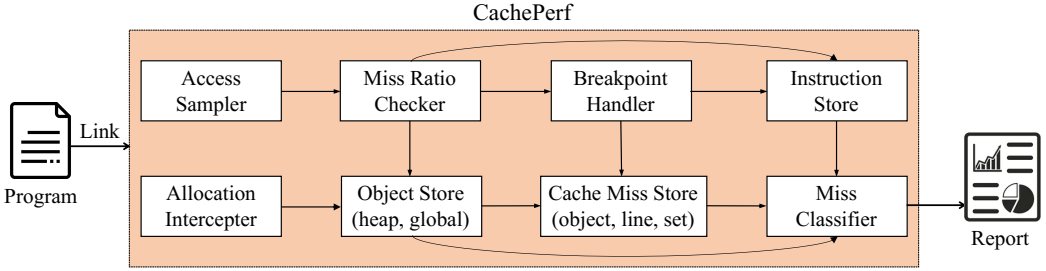 CachePerf
Access
Sampler
Miss Ratio
Checker
Breakpoint
Handler
Instruction
Store
Link
Program
Allocation
Intercepter
Object Store
(heap, global)
Cache Miss Store
(object, line, set)
Miss
Classifier
Report